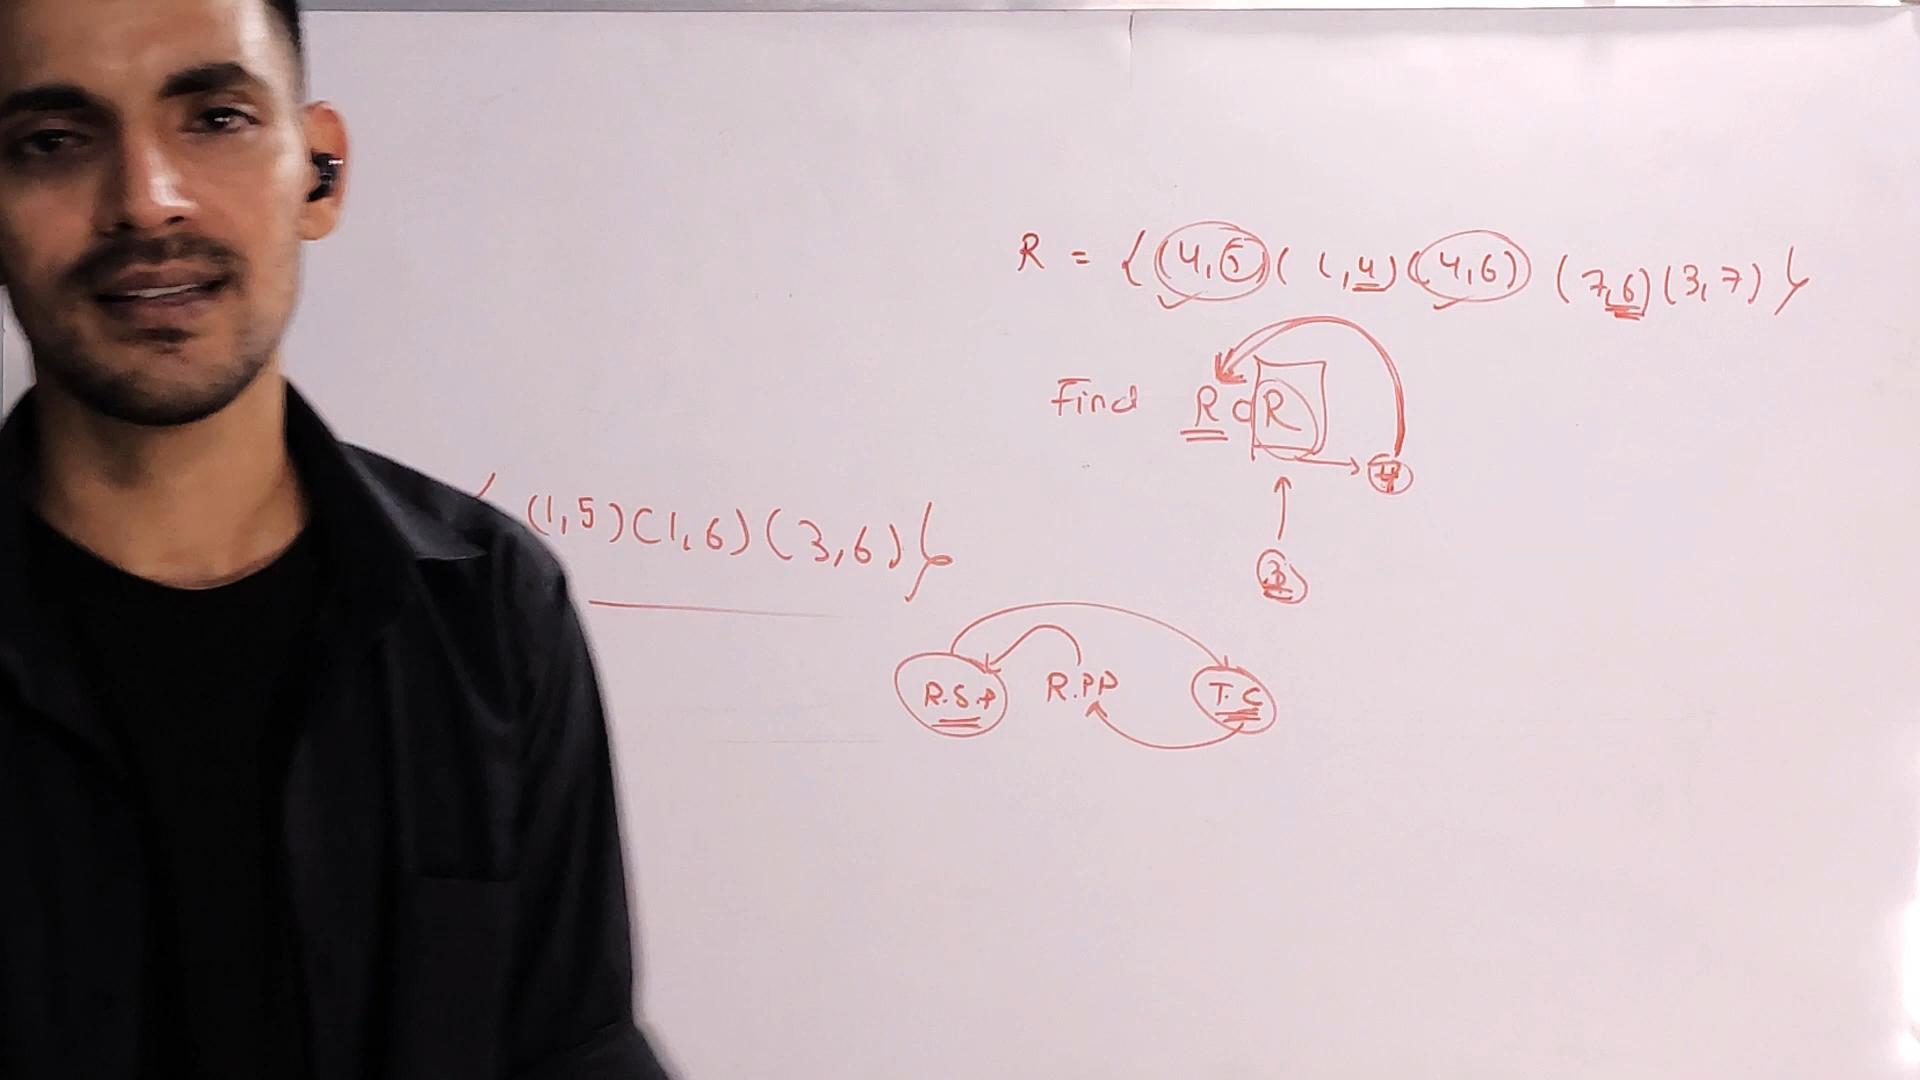 R = { (4,5) (1,4) (4,6) (7,6) (3,7) }
Find R o R
4
3
{ (1,5) (1,6) (3,6) }
R.S.P R.PP T.C